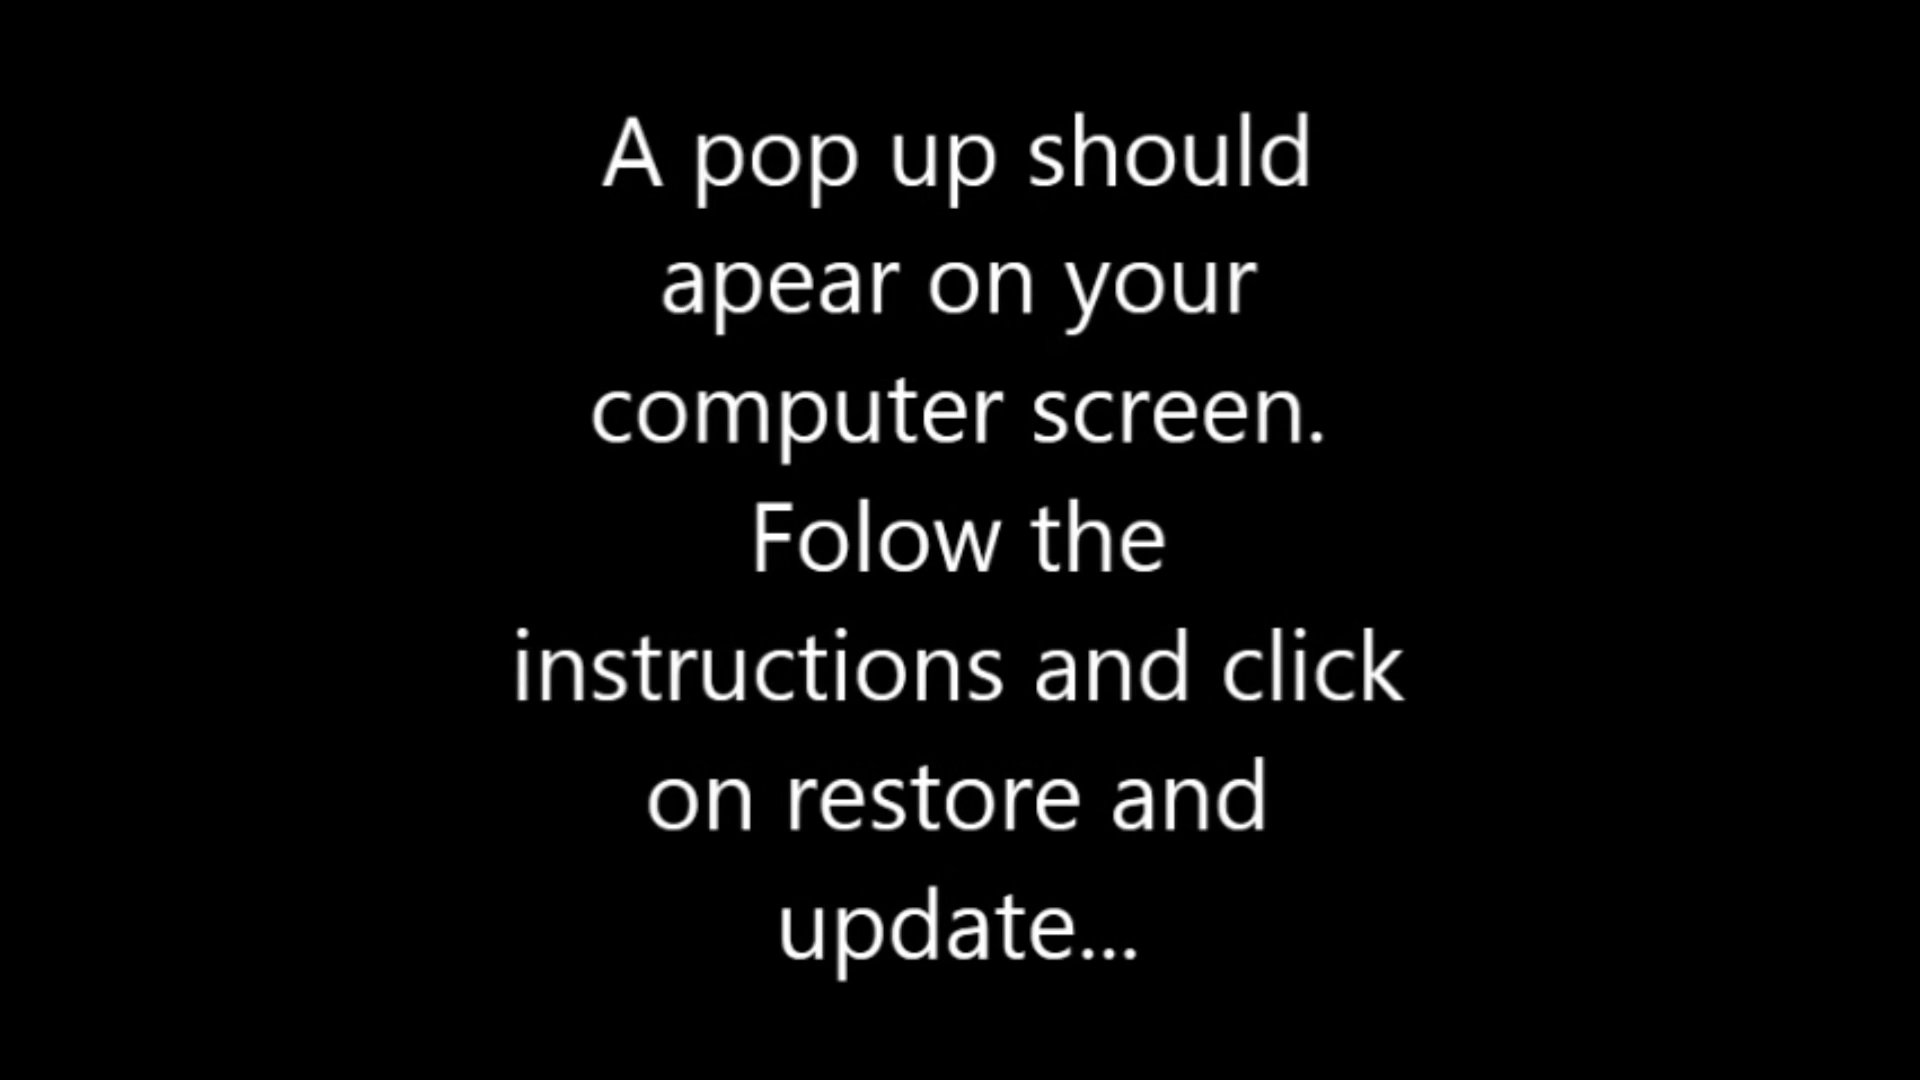 A pop up should
apear on your
computer screen.
Folow the
instructions and click
on restore and
update...